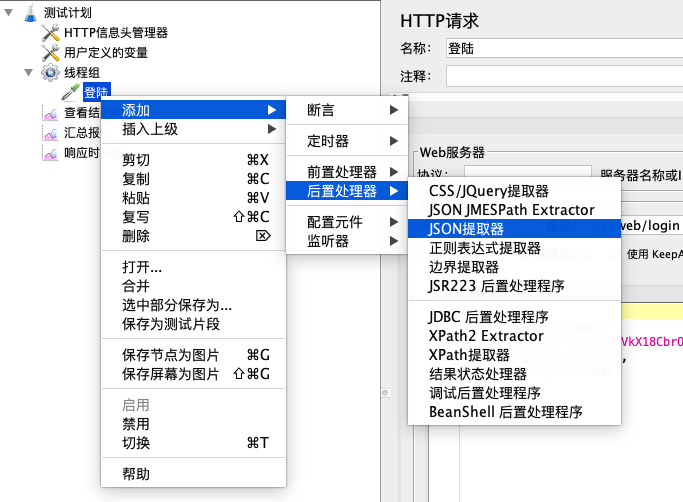 测试计划
HTTP信息头管理器
用户定义的变量
线程组
登陆
查看结
汇总报
响应时
HTTP请求
名称：
登陆
注释：
Web服务器
协议：
服务器名称或I
web/login
使用 KeepA
VkX18CbrO
添加
插入上级
剪切 ⌘X
复制 ⌘C
粘贴 ⌘V
复写 ⇧⌘C
删除 ⌦
打开...
合并
选中部分保存为...
保存为测试片段
保存节点为图片 ⌘G
保存屏幕为图片 ⇧⌘G
启用
禁用
切换 ⌘T
帮助
断言
定时器
前置处理器
后置处理器
配置元件
监听器
CSS/JQuery提取器
JSON JMESPath Extractor
JSON提取器
正则表达式提取器
边界提取器
JSR223 后置处理程序
JDBC 后置处理程序
XPath2 Extractor
XPath提取器
结果状态处理器
调试后置处理程序
BeanShell 后置处理程序